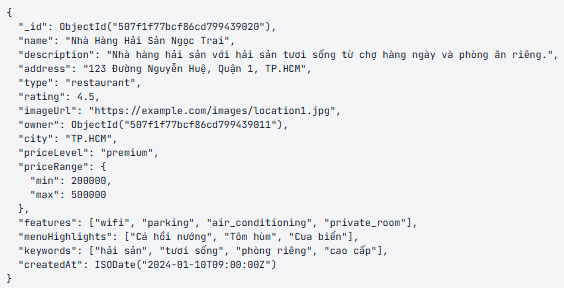 {
  "_id": ObjectId("507f1f77bcf86cd799439020"),
  "name": "Nhà Hàng Hải Sản Ngọc Trai",
  "description": "Nhà hàng hải sản với hải sản tươi sống từ chợ hàng ngày và phòng ăn riêng.",
  "address": "123 Đường Nguyễn Huệ, Quận 1, TP.HCM",
  "type": "restaurant",
  "rating": 4.5,
  "imageUrl": "https://example.com/images/location1.jpg",
  "owner": ObjectId("507f1f77bcf86cd799439011"),
  "city": "TP.HCM",
  "priceLevel": "premium",
  "priceRange": {
    "min": 200000,
    "max": 500000
  },
  "features": ["wifi", "parking", "air_conditioning", "private_room"],
  "menuHighlights": ["Cá hồi nướng", "Tôm hùm", "Cua biển"],
  "keywords": ["hải sản", "tươi sống", "phòng riêng", "cao cấp"],
  "createdAt": ISODate("2024-01-10T09:00:00Z")
}